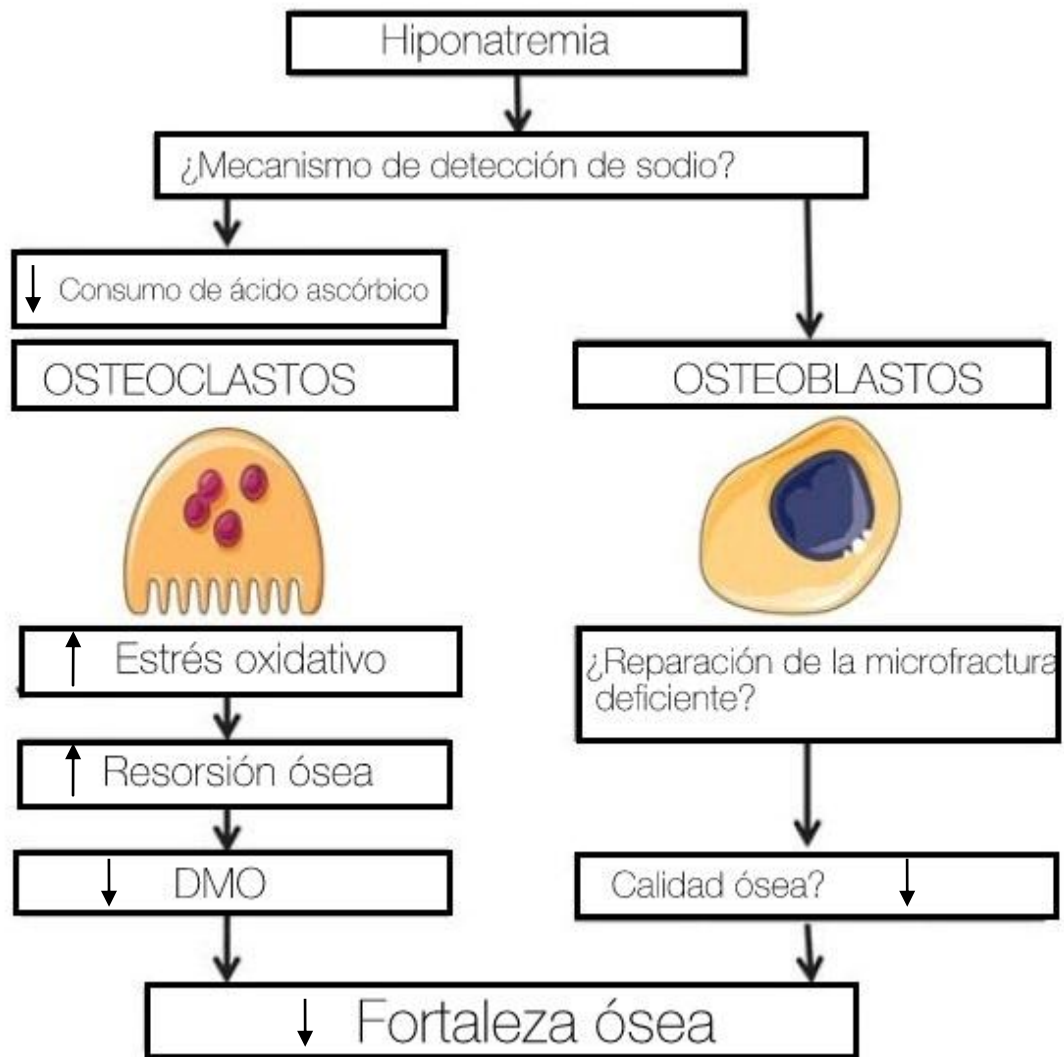 Hiponatremia
¿Mecanismo de detección de sodio?
↓ Consumo de ácido ascórbico
OSTEOCLASTOS
OSTEOBLASTOS
↑ Estrés oxidativo
¿Reparación de la microfractura
deficiente?
↑ Resorsión ósea
↓ DMO
Calidad ósea? ↓
↓ Fortaleza ósea